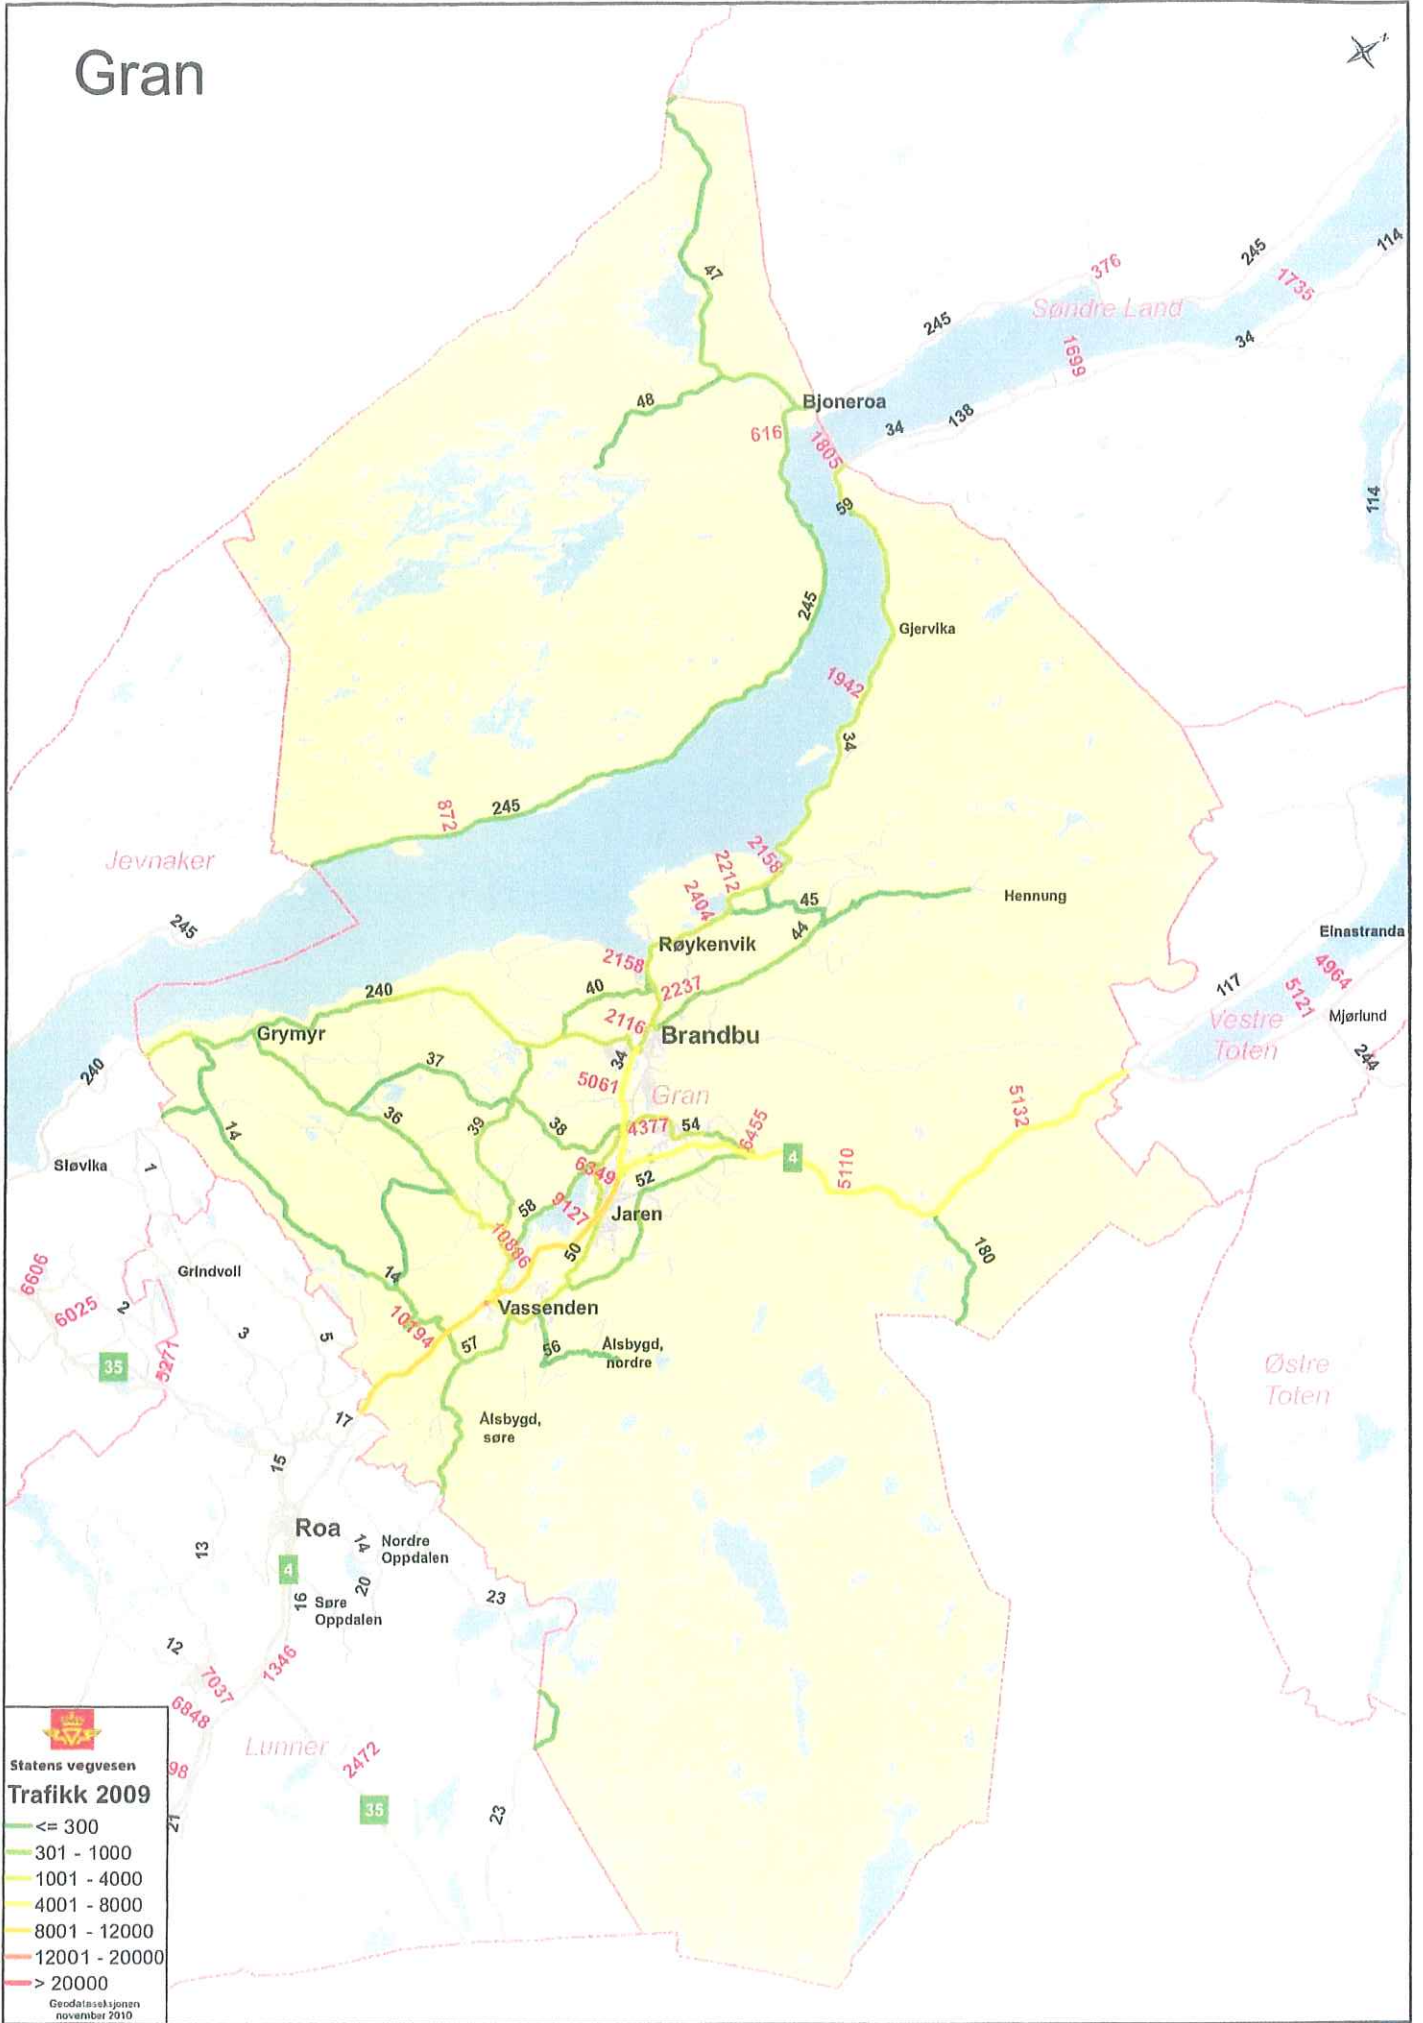 Gran
z
47
245
114
376
1735
Søndre Land
245
34
1699
48
Bjoneroa
138
34
616
1805
114
59
245
Gjervika
1942
34
872
245
Jevnaker
2158
2212
2404
45
Hennung
44
245
Røykenvik
Einastranda
2158
4964
117
5121
2237
240
40
Mjørlund
Vestre
Toten
2116
Brandbu
Grymyr
34
244
240
37
5061
Gran
5132
36
39
38
4377
54
6455
14
4
5110
Sløvika
1
6349
52
58
9127
Jaren
10886
50
180
6606
Grindvoll
14
6025
2
Vassenden
10194
3
5
57
56
Ålsbygd,
nordre
35
5271
Østre
Toten
17
Ålsbygd,
søre
15
Roa
14
Nordre
Oppdalen
13
4
20
16
Søre
Oppdalen
23
12
1346
7037
6848
Lunner
2472
98
35
21
23
Statens vegvesen
Trafikk 2009
<= 300
301 - 1000
1001 - 4000
4001 - 8000
8001 - 12000
12001 - 20000
> 20000
Geodataseksjonen
november 2010